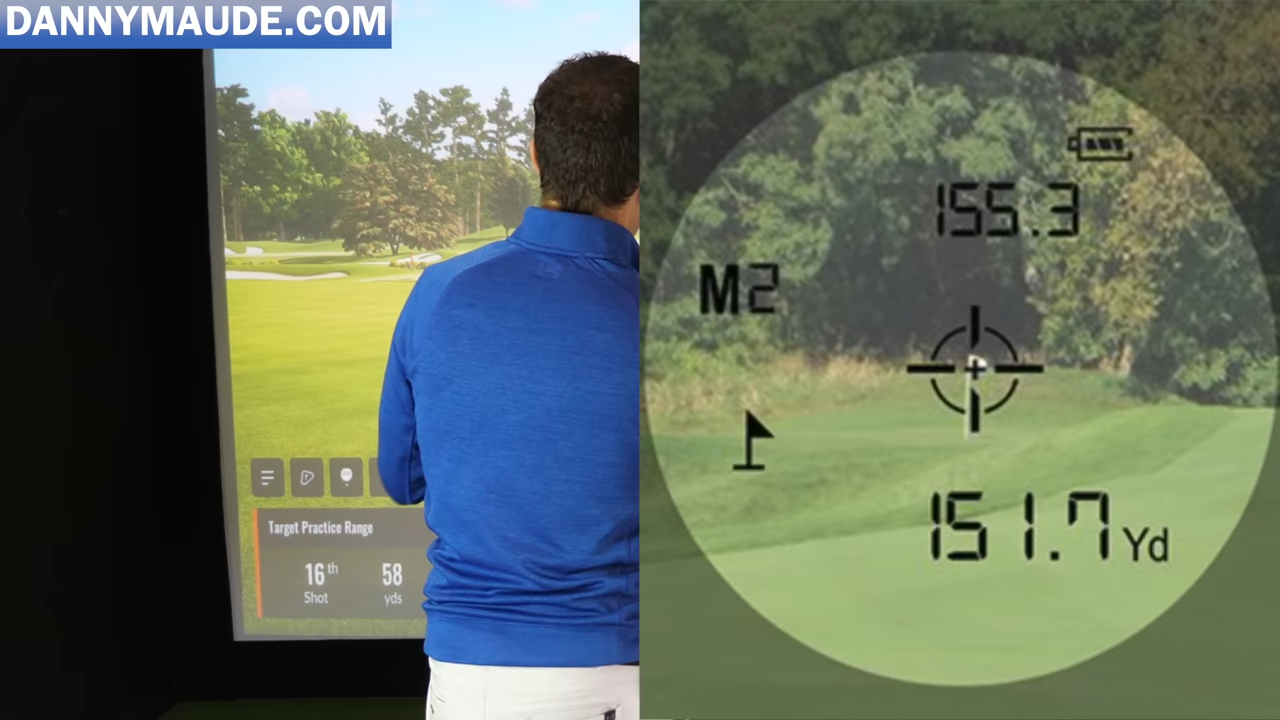 DANNYMAUDE.COM
155.3
M2
151.7 Yd
Target Practice Range
16th 58
Shot yds